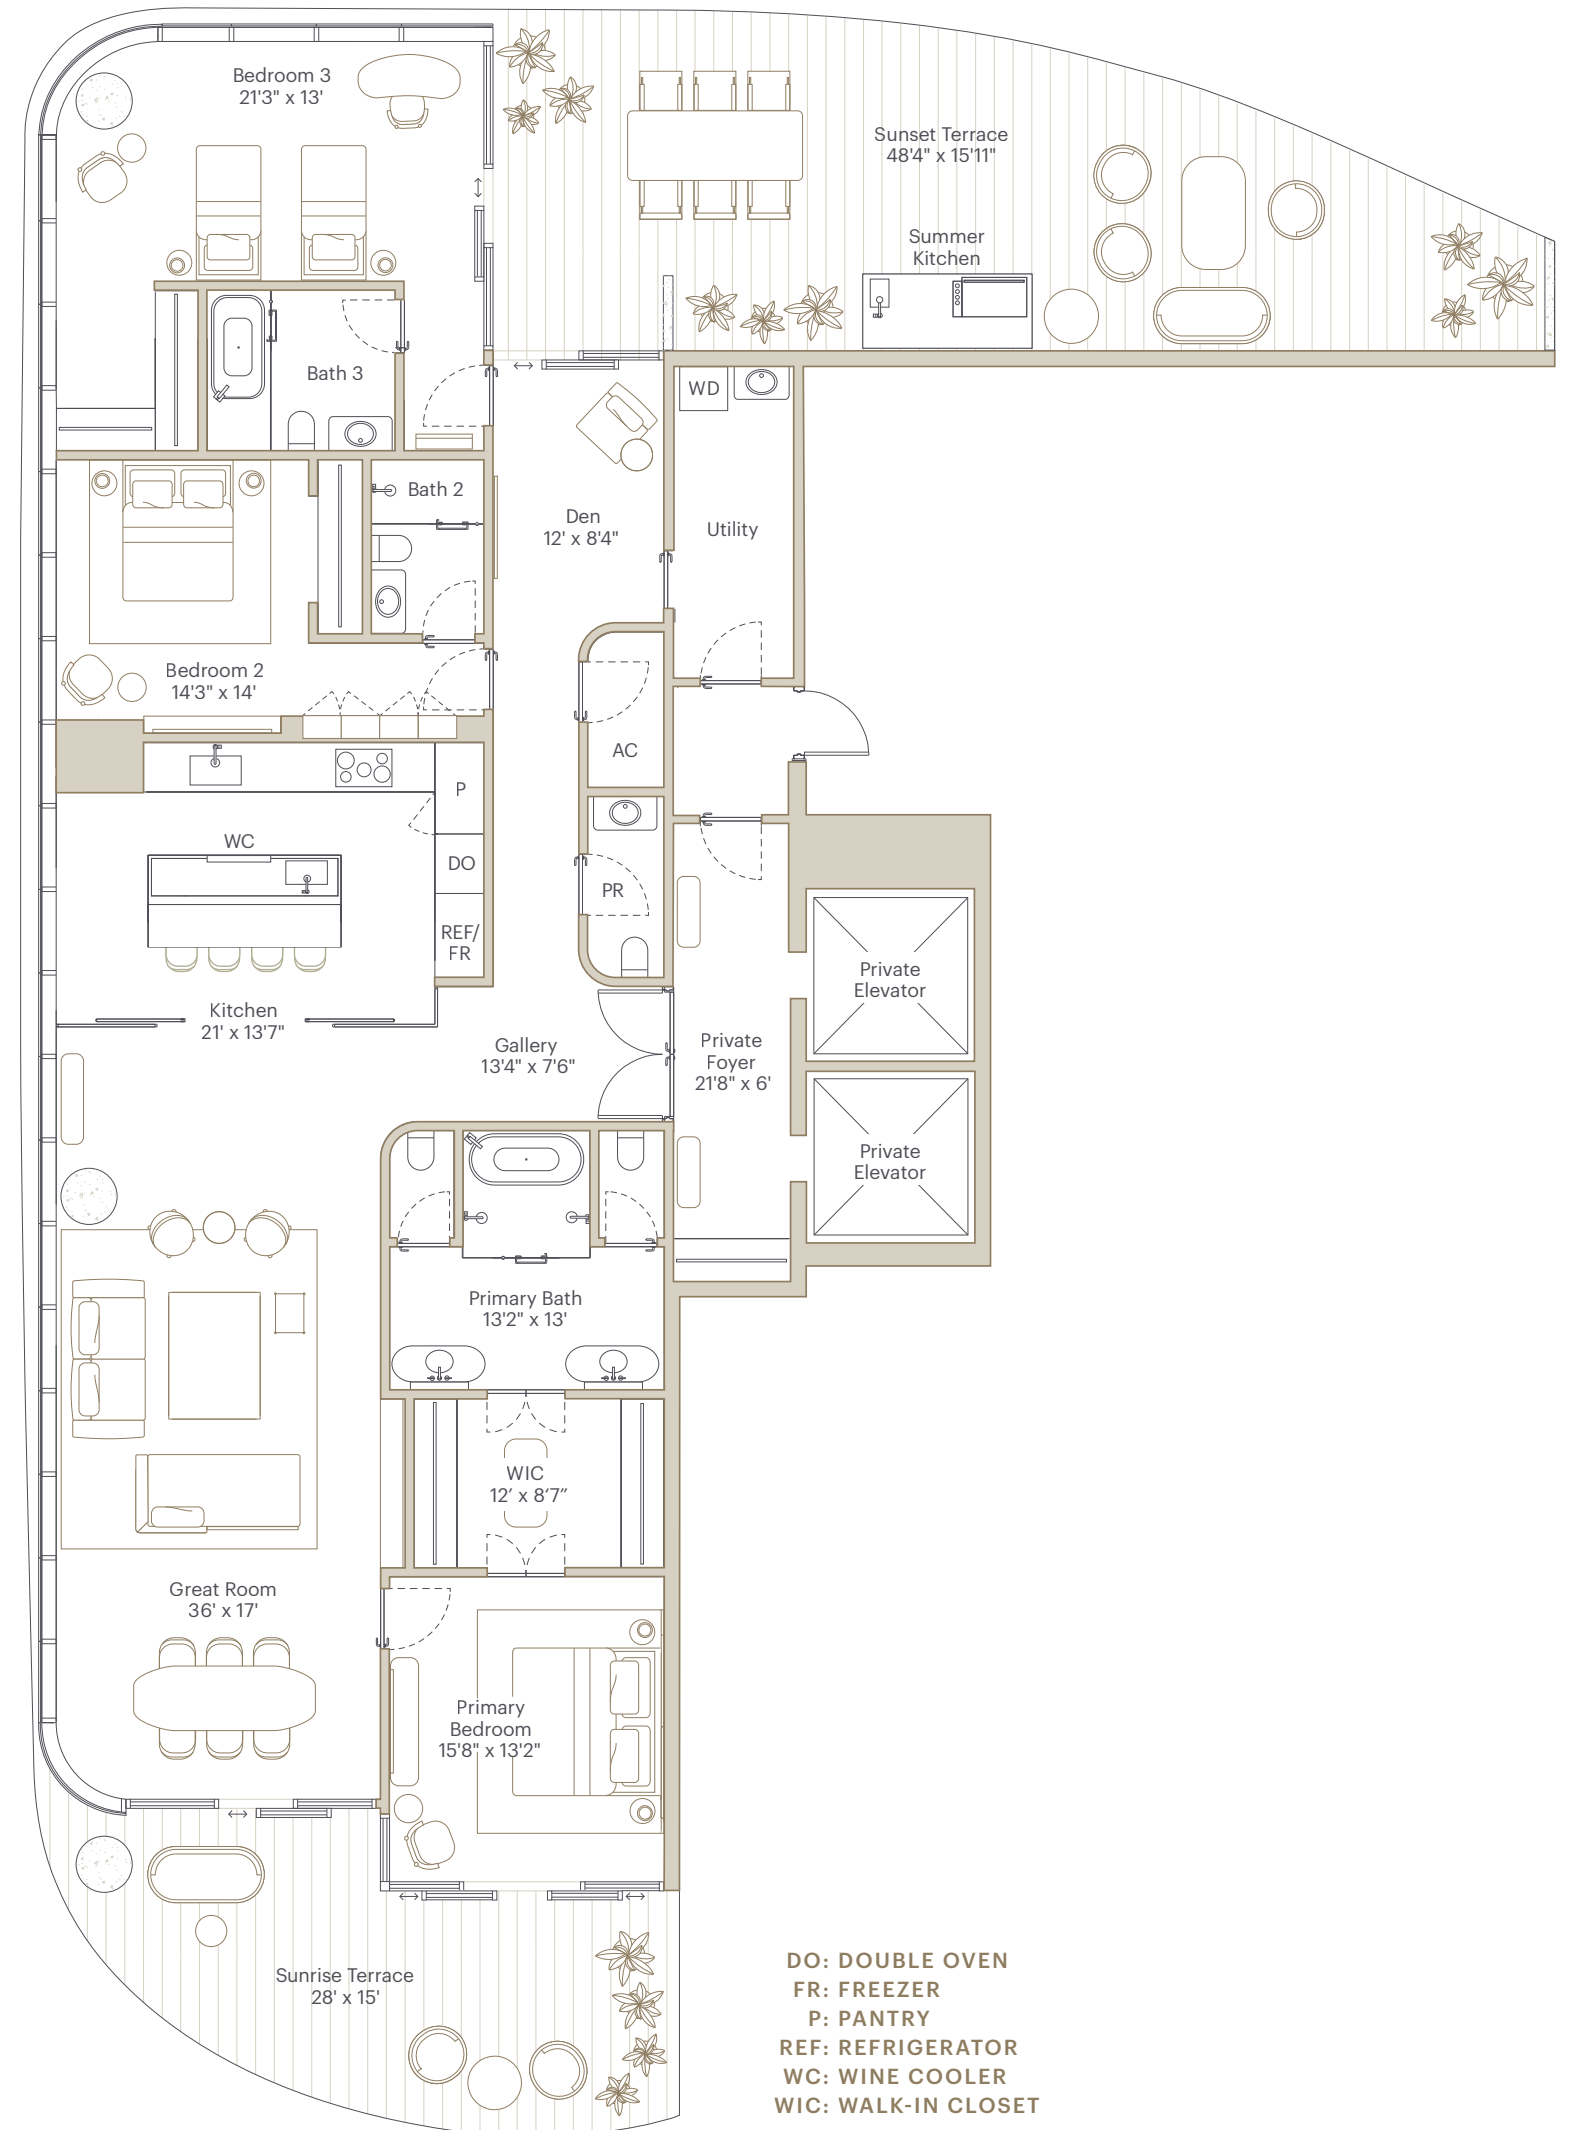 Bedroom 3
21'3" x 13'
Sunset Terrace
48'4" x 15'11"
Summer
Kitchen
Bath 3
WD
Bath 2
Den
12' x 8'4"
Utility
Bedroom 2
14'3" x 14'
AC
P
WC
DO
PR
REF/
FR
Private
Elevator
Kitchen
21' x 13'7"
Gallery
13'4" x 7'6"
Private
Foyer
21'8" x 6'
Private
Elevator
Primary Bath
13'2" x 13'
WIC
12’ x 8‘7”
Great Room
36' x 17'
Primary
Bedroom
15'8" x 13'2"
Sunrise Terrace
28' x 15'
DO: DOUBLE OVEN
FR: FREEZER
P: PANTRY
REF: REFRIGERATOR
WC: WINE COOLER
WIC: WALK-IN CLOSET